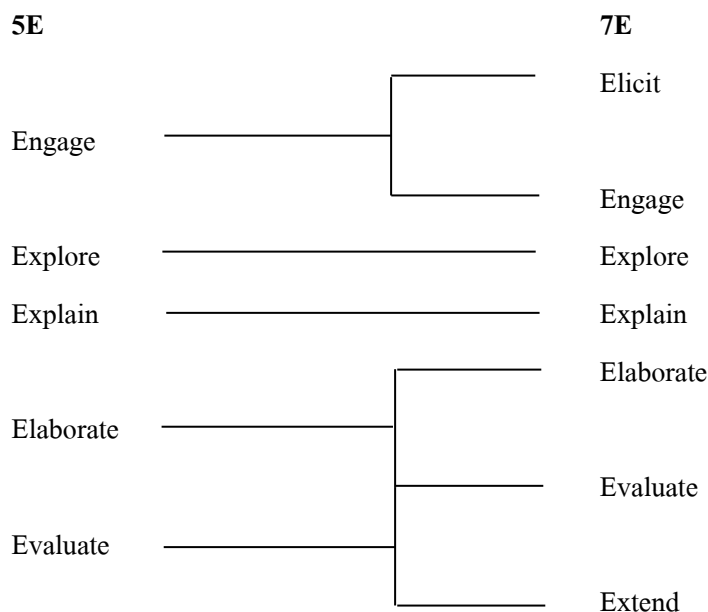 5E
7E
Elicit
Engage
Engage
Explore
Explore
Explain
Explain
Elaborate
Elaborate
Evaluate
Evaluate
Extend